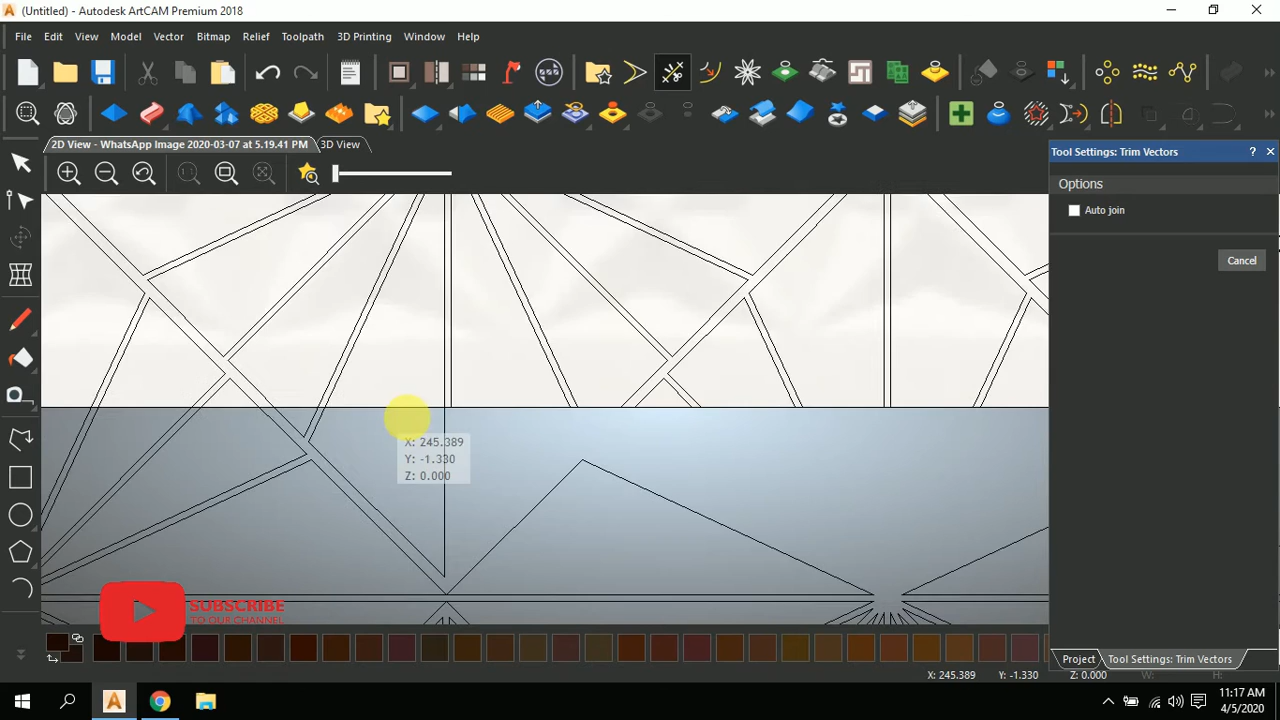 (Untitled) - Autodesk ArtCAM Premium 2018
File Edit View Model Vector Bitmap Relief Toolpath 3D Printing Window Help
2D View - WhatsApp Image 2020-03-07 at 5.19.41 PM 3D View
Tool Settings: Trim Vectors ?
Options
Auto join
Cancel
X: 245.389
Y: -1.330
Z: 0.000
SUBSCRIBE
TO OUR CHANNEL
Project Tool Settings: Trim Vectors
X: 245.389 Y: -1.330 Z: 0.000 W: H:
11:17 AM
4/5/2020